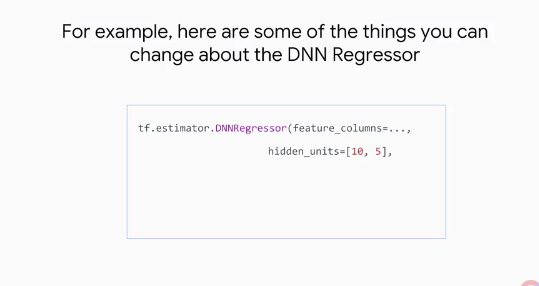 For example, here are some of the things you can
change about the DNN Regressor
tf.estimator.DNNRegressor(feature_columns=...,
hidden_units=[10, 5],